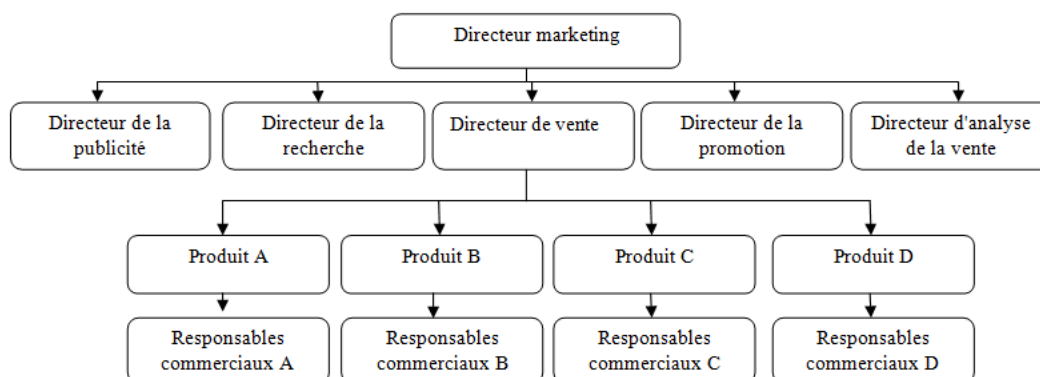 Directeur marketing
Directeur de la
publicité
Directeur de la
recherche
Directeur de vente
Directeur de la
promotion
Directeur d'analyse
de la vente
Produit A
Produit B
Produit C
Produit D
Responsables
commerciaux A
Responsables
commerciaux B
Responsables
commerciaux C
Responsables
commerciaux D